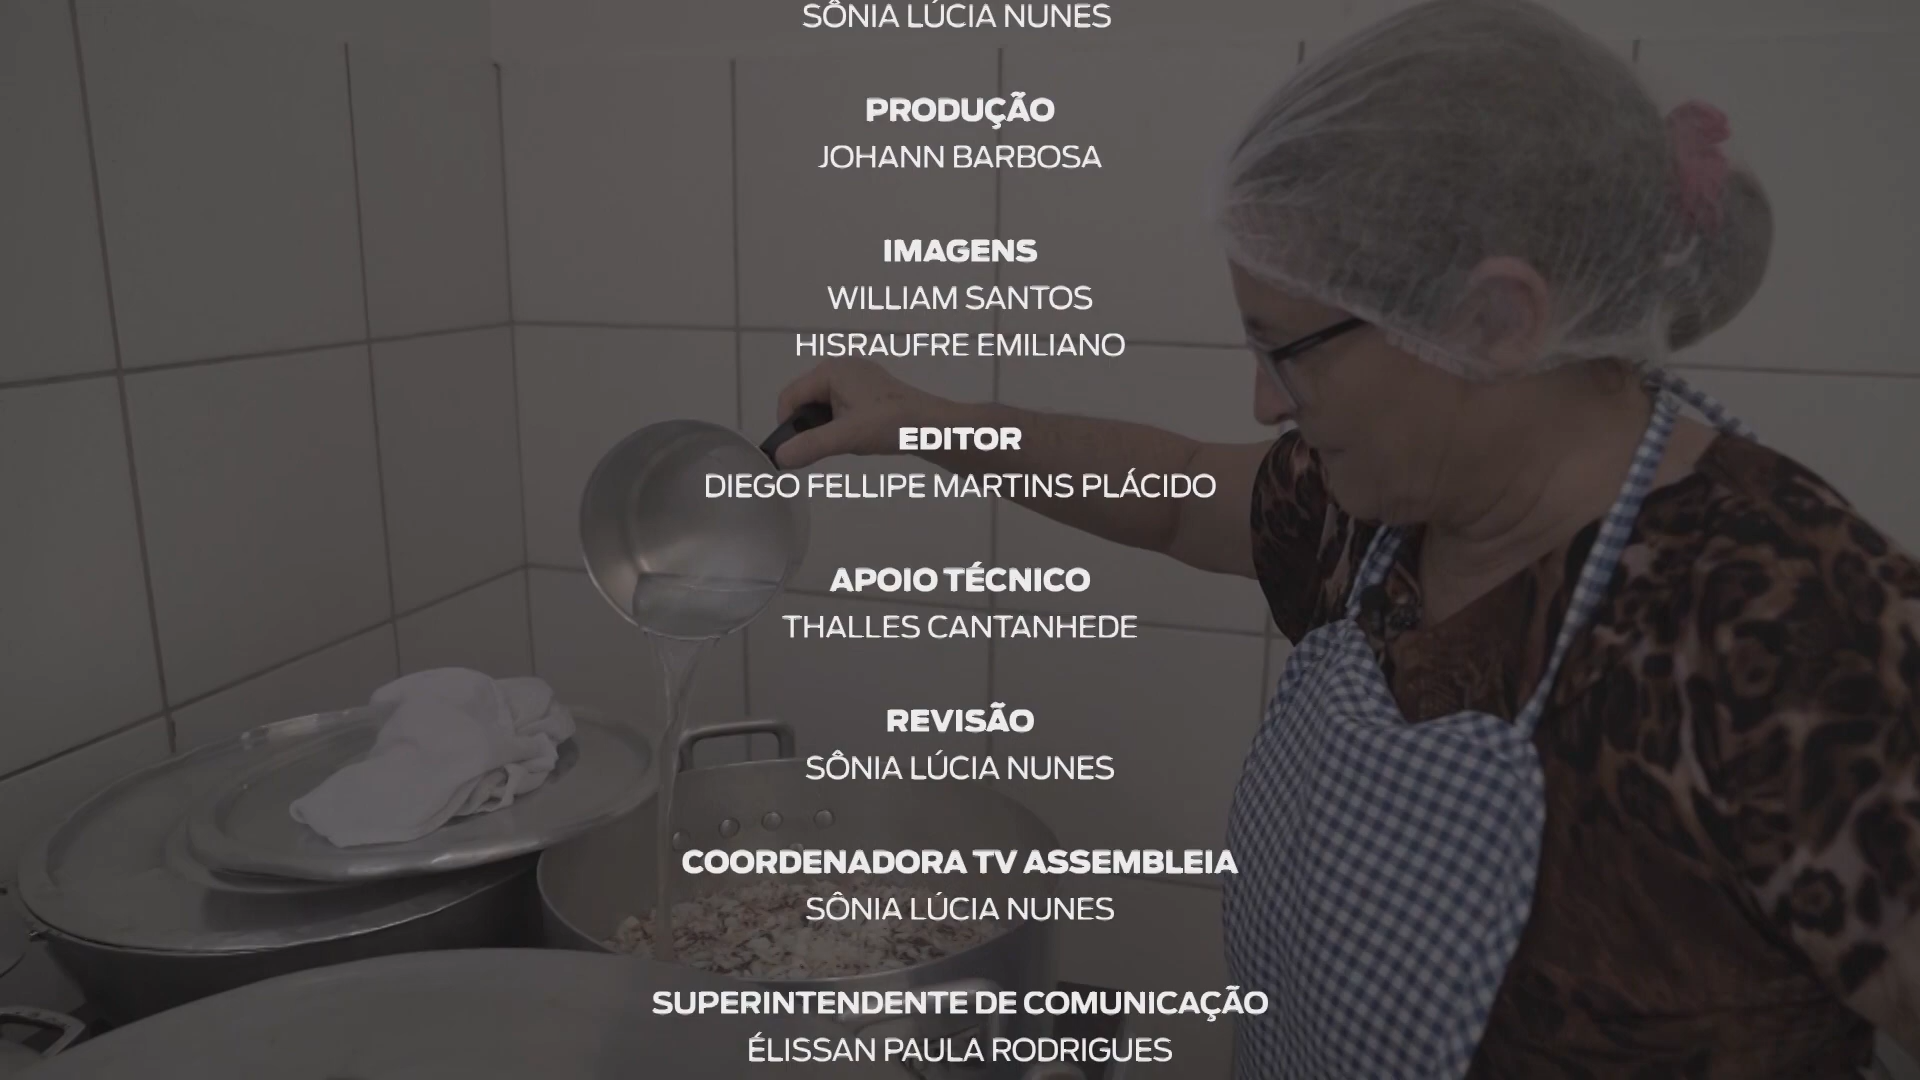 SÔNIA LÚCIA NUNES
PRODUÇÃO
JOHANN BARBOSA
IMAGENS
WILLIAM SANTOS
HISRAUFRE EMILIANO
EDITOR
DIEGO FELLIPE MARTINS PLÁCIDO
APOIO TÉCNICO
THALLES CANTANHEDE
REVISÃO
SÔNIA LÚCIA NUNES
COORDENADORA TV ASSEMBLEIA
SÔNIA LÚCIA NUNES
SUPERINTENDENTE DE COMUNICAÇÃO
ÉLISSAN PAULA RODRIGUES